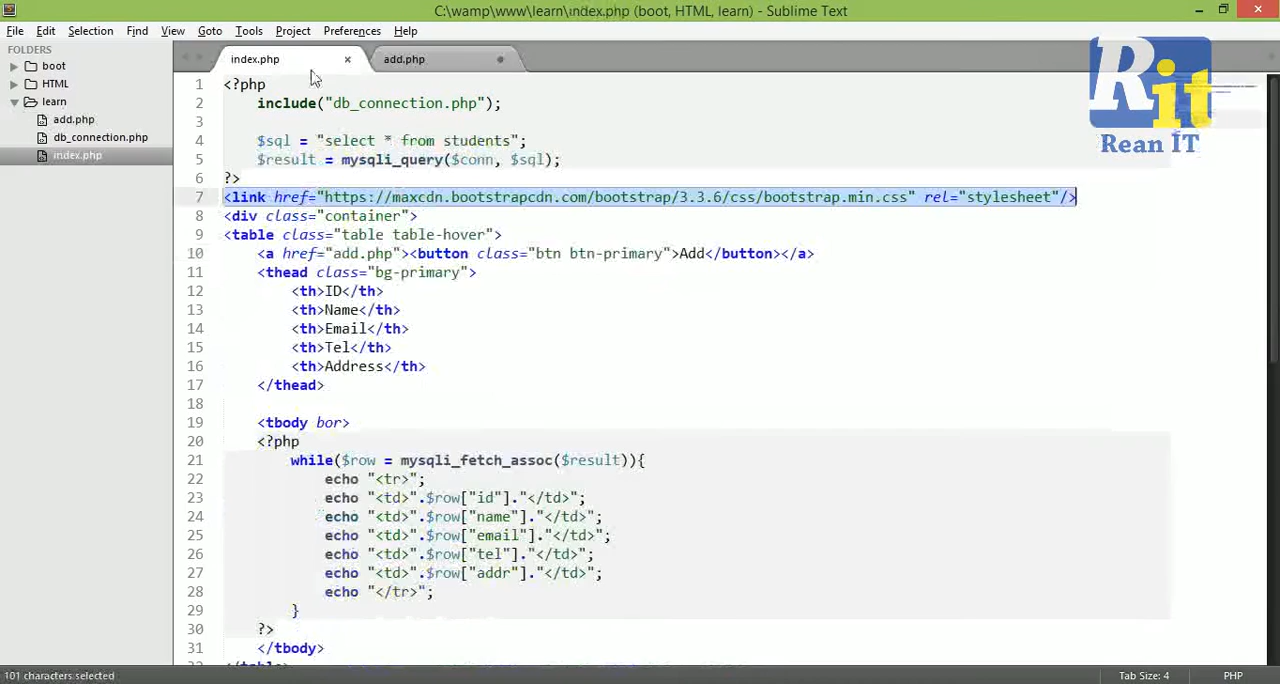 C:\wamp\www\learn\index.php (boot, HTML, learn) - Sublime Text
File Edit Selection Find View Goto Tools Project Preferences Help
FOLDERS
boot
HTML
learn
add.php
db_connection.php
index.php
index.php × add.php
Rit
Rean IT
1 <?php
2 include("db_connection.php");
3
4 $sql = "select * from students";
5 $result = mysqli_query($conn, $sql);
6 ?>
7 <link href="https://maxcdn.bootstrapcdn.com/bootstrap/3.3.6/css/bootstrap.min.css" rel="stylesheet"/>
8 <div class="container">
9 <table class="table table-hover">
10 <a href="add.php"><button class="btn btn-primary">Add</button></a>
11 <thead class="bg-primary">
12 <th>ID</th>
13 <th>Name</th>
14 <th>Email</th>
15 <th>Tel</th>
16 <th>Address</th>
17 </thead>
18
19 <tbody bor>
20 <?php
21 while($row = mysqli_fetch_assoc($result)){
22 echo "<tr>";
23 echo "<td>".$row["id"]."</td>";
24 echo "<td>".$row["name"]."</td>";
25 echo "<td>".$row["email"]."</td>";
26 echo "<td>".$row["tel"]."</td>";
27 echo "<td>".$row["addr"]."</td>";
28 echo "</tr>";
29 }
30 ?>
31 </tbody>
101 characters selected
Tab Size: 4 PHP